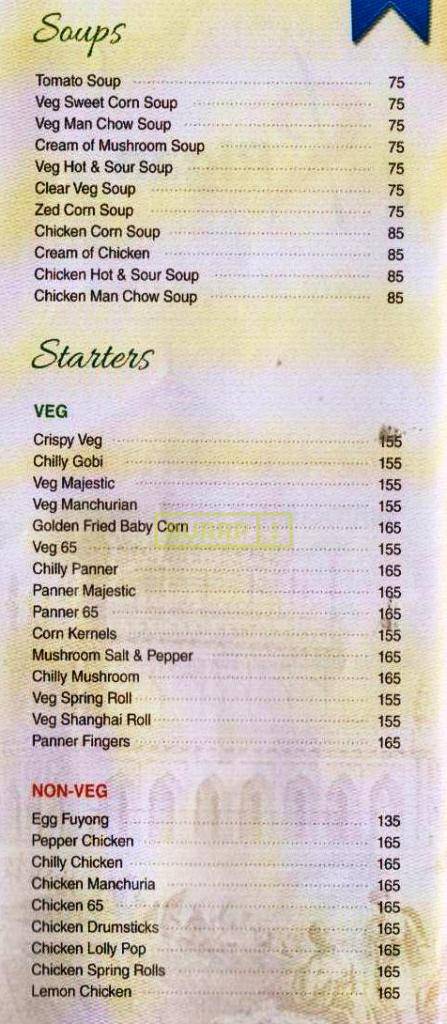 Soups
Tomato Soup 75
Veg Sweet Corn Soup 75
Veg Man Chow Soup 75
Cream of Mushroom Soup 75
Veg Hot & Sour Soup 75
Clear Veg Soup 75
Zed Corn Soup 75
Chicken Corn Soup 85
Cream of Chicken 85
Chicken Hot & Sour Soup 85
Chicken Man Chow Soup 85
Starters
VEG
Crispy Veg 155
Chilly Gobi 155
Veg Majestic 155
Veg Manchurian 155
Golden Fried Baby Corn 165
Veg 65 155
Chilly Panner 165
Panner Majestic 165
Panner 65 165
Corn Kernels 155
Mushroom Salt & Pepper 165
Chilly Mushroom 165
Veg Spring Roll 155
Veg Shanghai Roll 155
Panner Fingers 165
NON-VEG
Egg Fuyong 135
Pepper Chicken 165
Chilly Chicken 165
Chicken Manchuria 165
Chicken 65 165
Chicken Drumsticks 165
Chicken Lolly Pop 165
Chicken Spring Rolls 165
Lemon Chicken 165